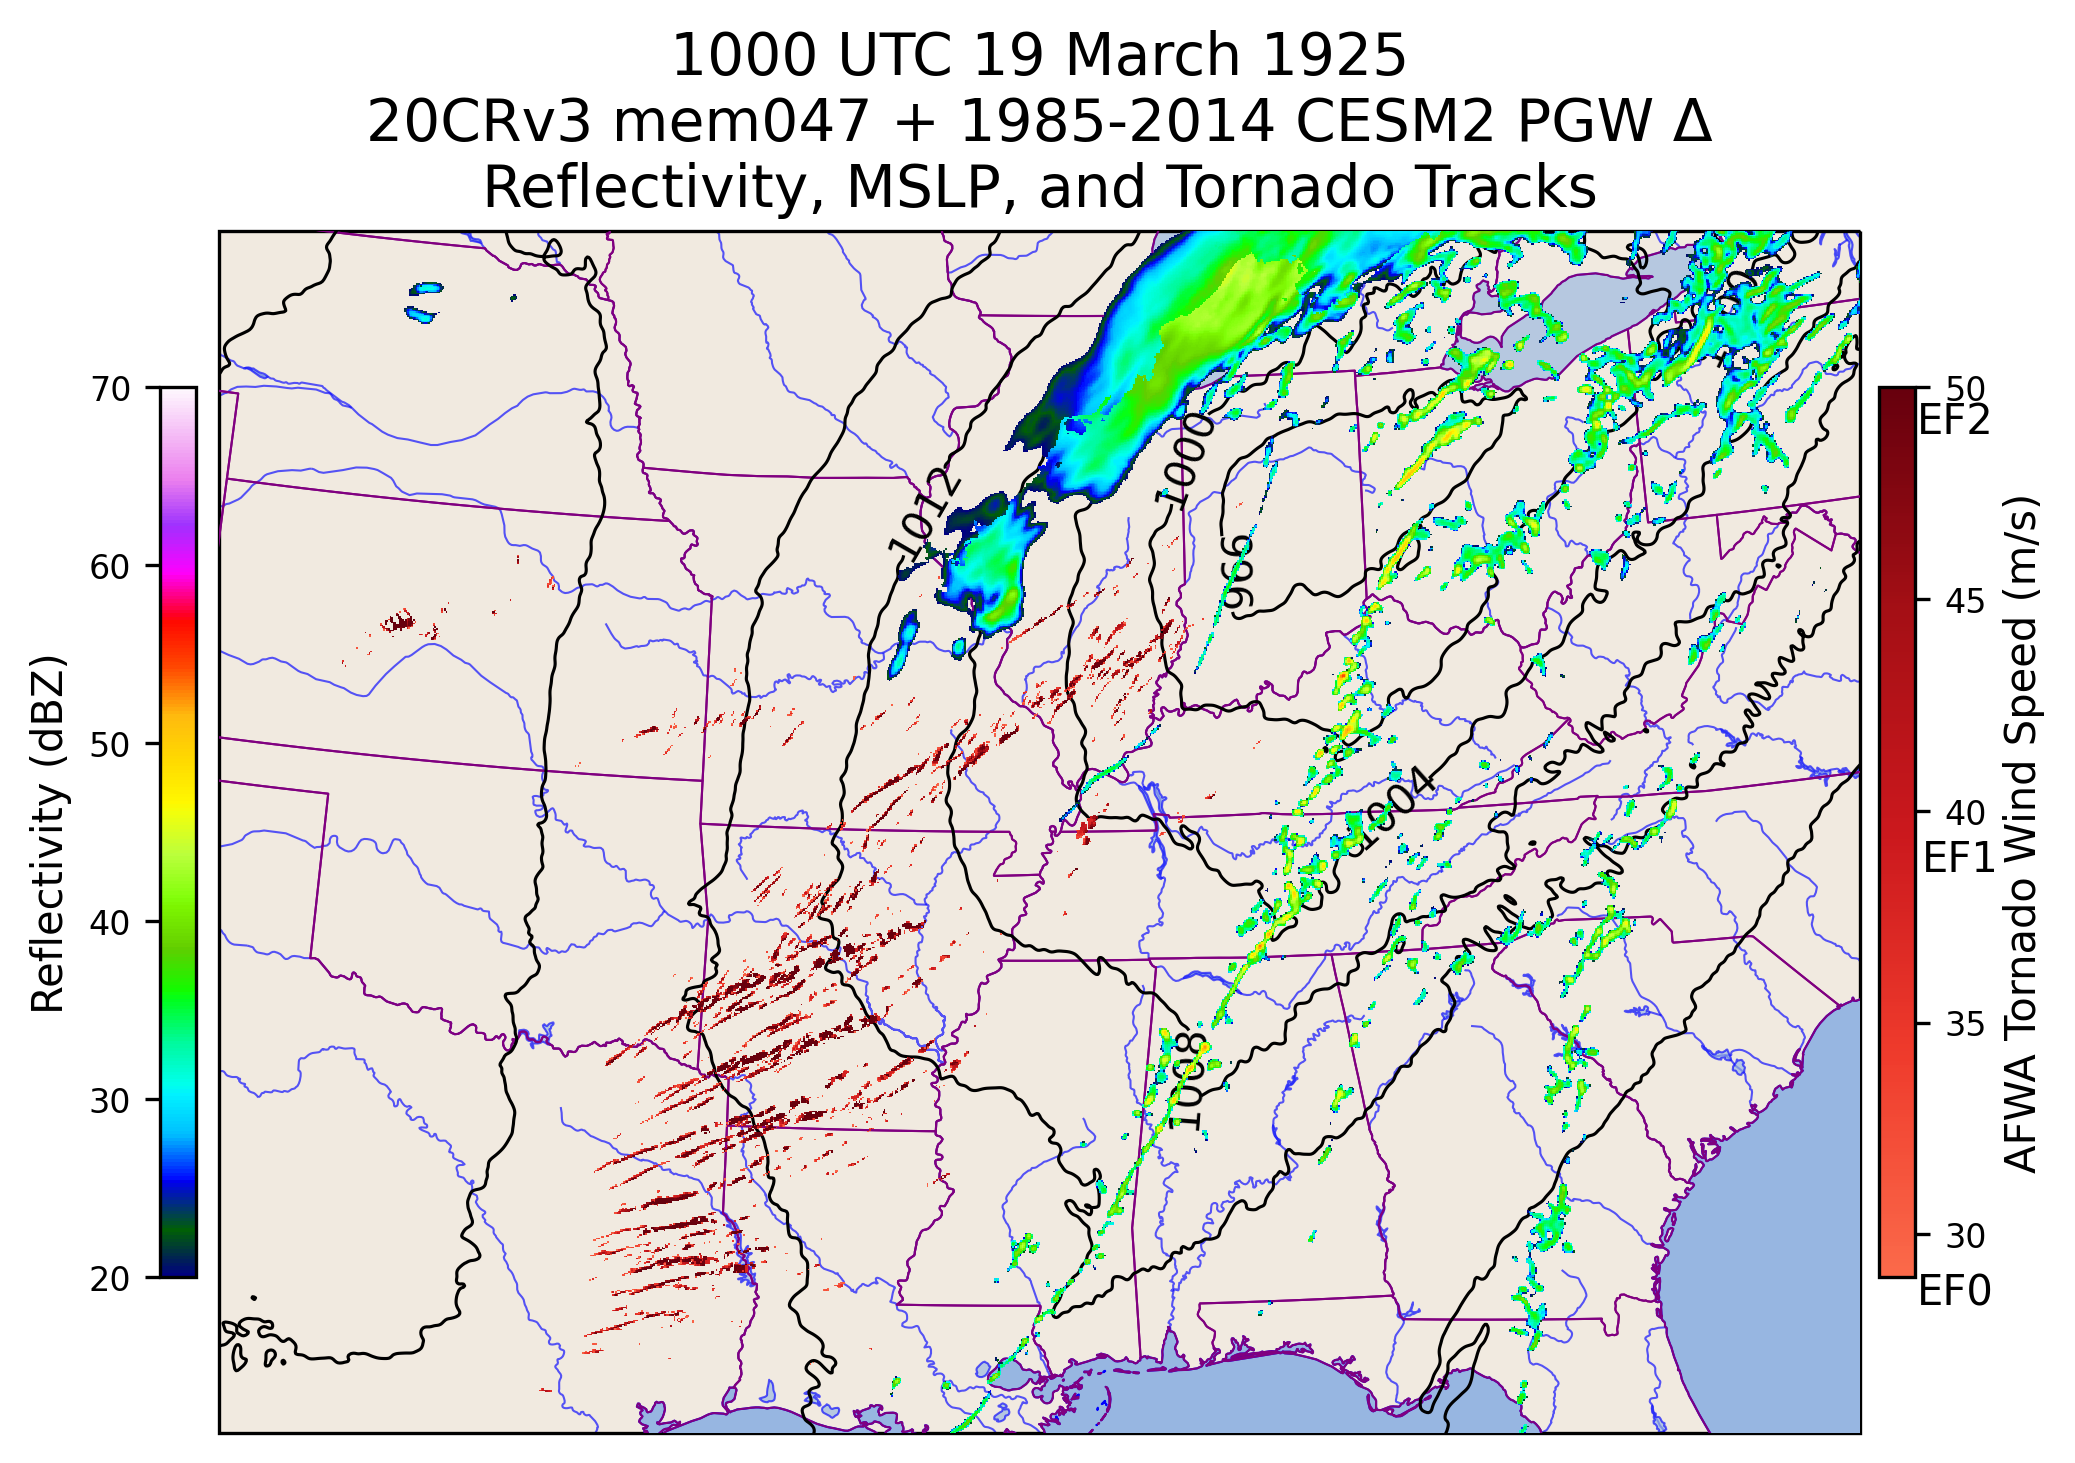 1000 UTC 19 March 1925
20CRv3 mem047 + 1985-2014 CESM2 PGW Δ
Reflectivity, MSLP, and Tornado Tracks
70
60
50
40
30
20
Reflectivity (dBZ)
1012
1000
996
1004
1008
50
EF2
45
40
EF1
35
30
EF0
AFWA Tornado Wind Speed (m/s)